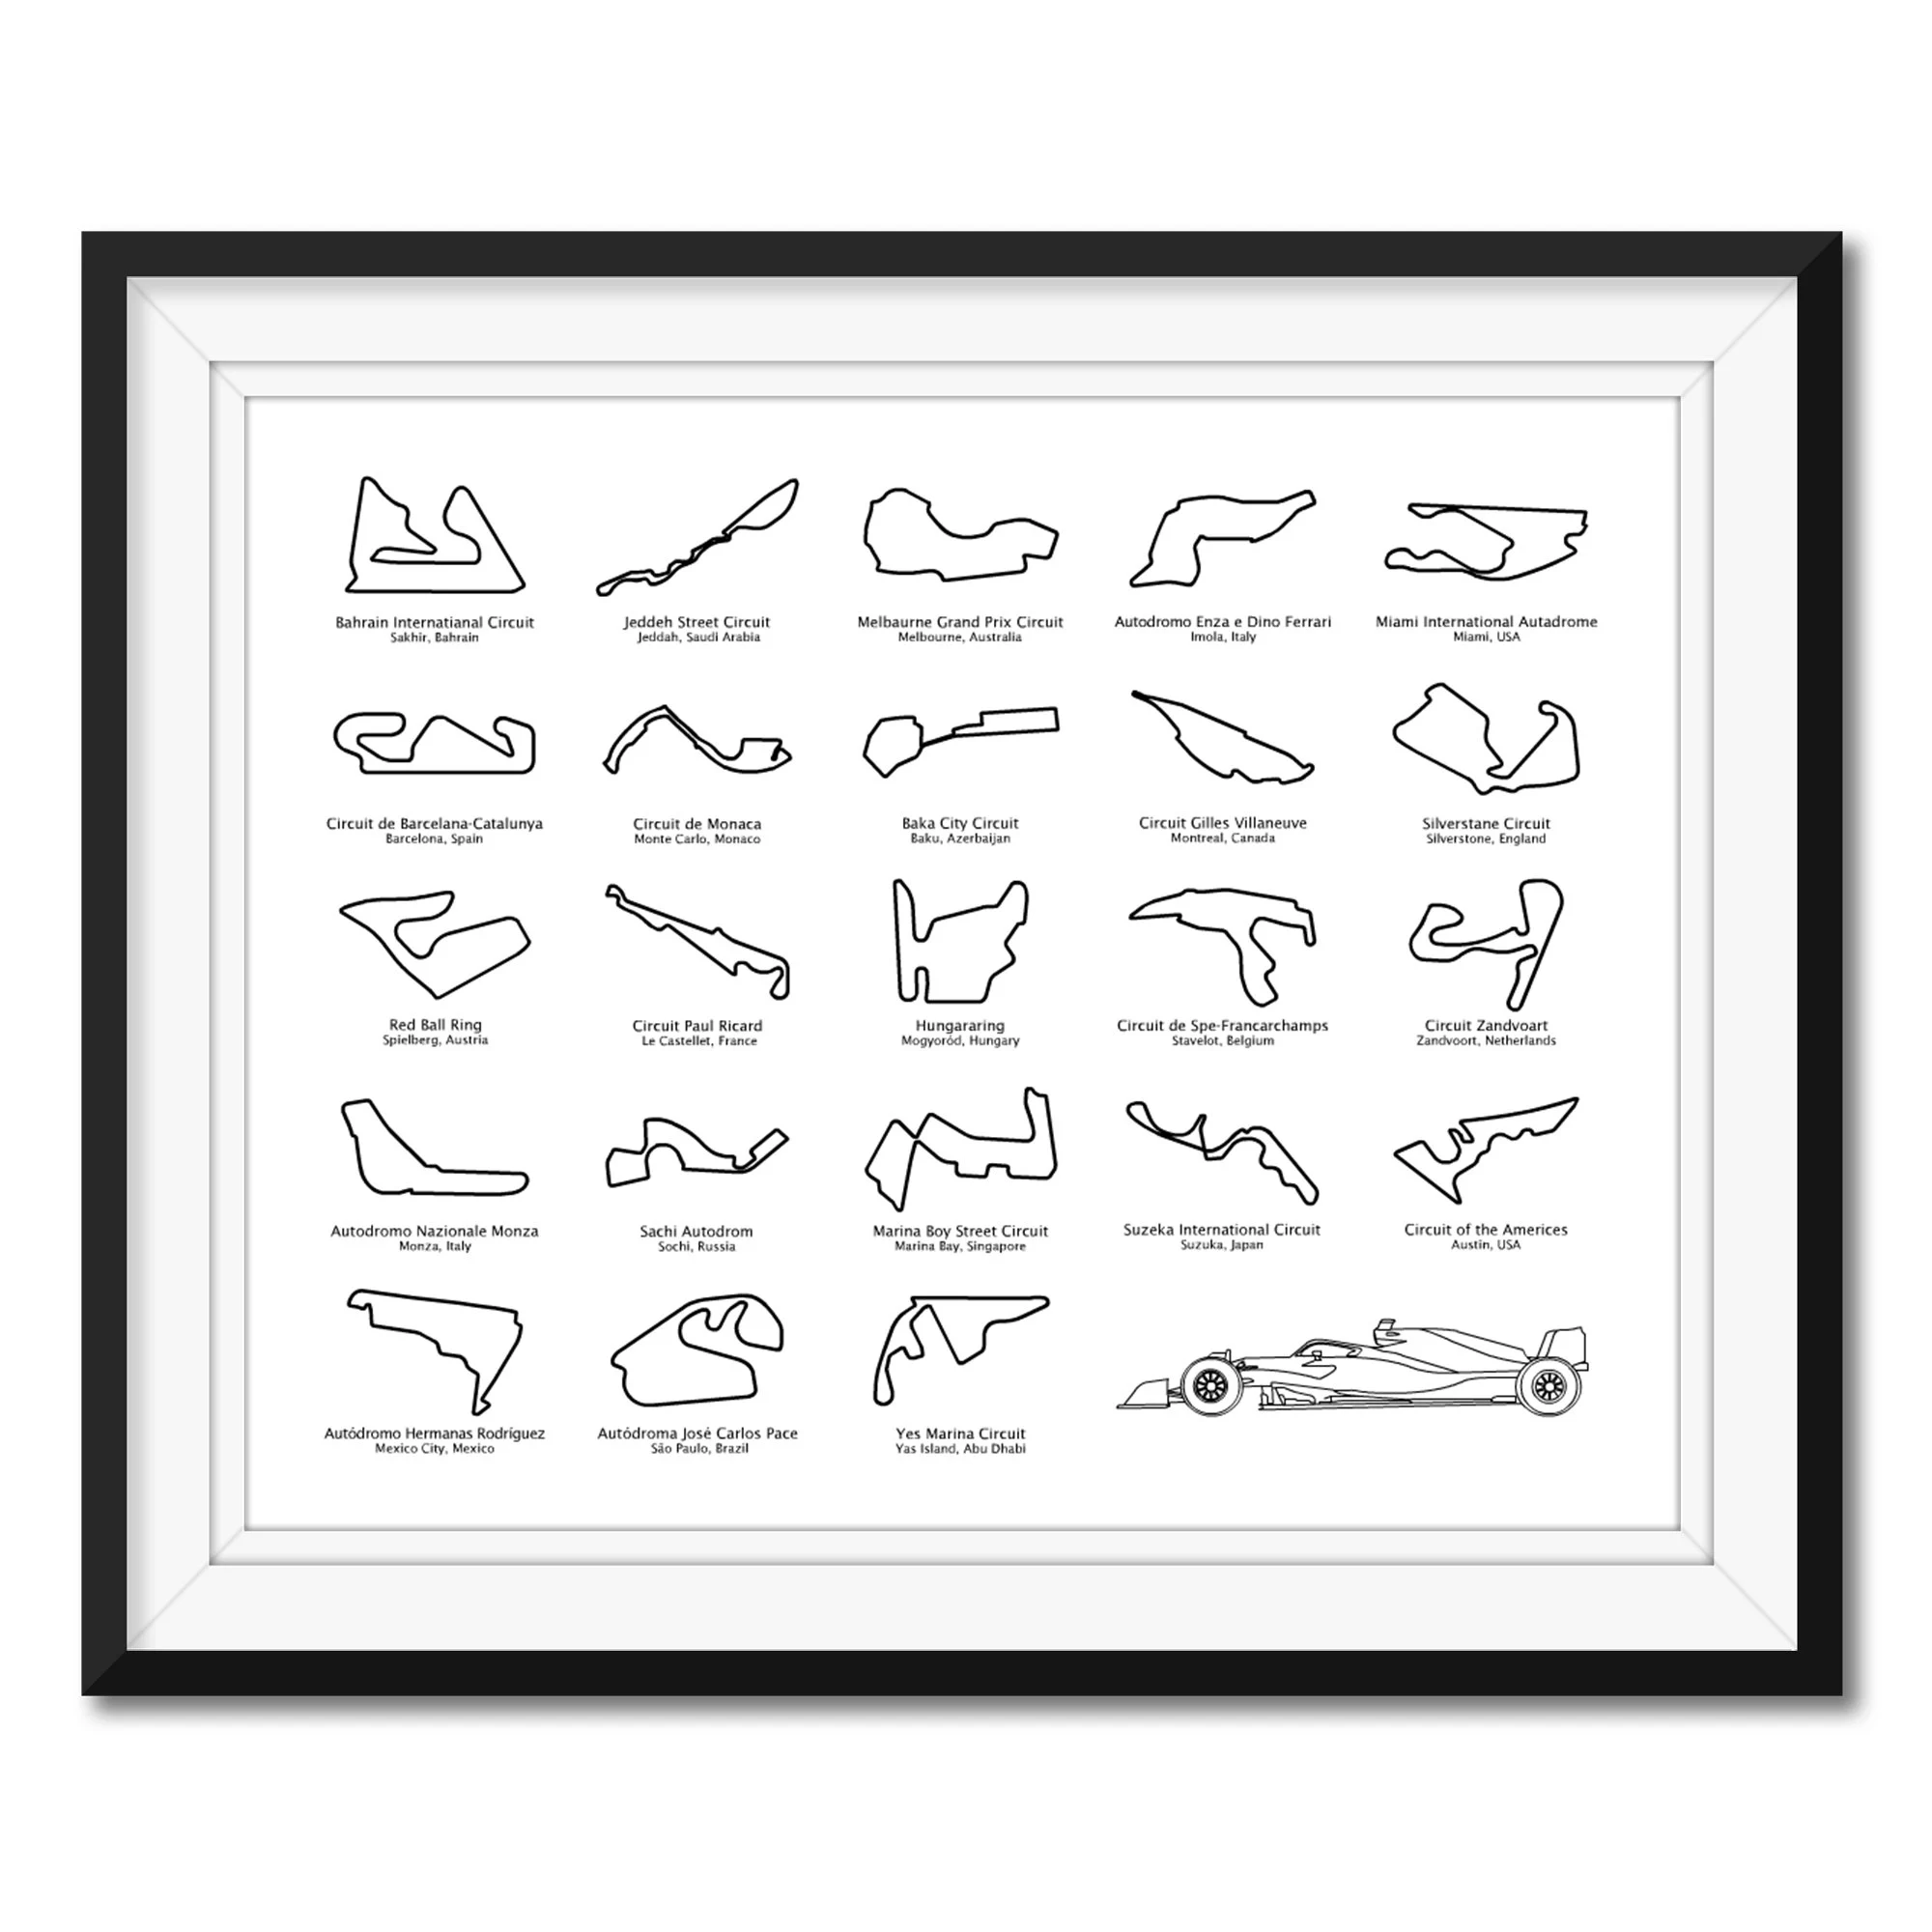 Bahrain Internatianal Circuit
Sakhir, Bahrain
Jeddeh Street Circuit
Jeddah, Saudi Arabia
Melbaurne Grand Prix Circuit
Melbourne, Australia
Autodromo Enza e Dino Ferrari
Imola, Italy
Miami International Autadrome
Miami, USA
Circuit de Barcelana-Catalunya
Barcelona, Spain
Circuit de Monaca
Monte Carlo, Monaco
Baka City Circuit
Baku, Azerbaijan
Circuit Gilles Villaneuve
Montreal, Canada
Silverstane Circuit
Silverstone, England
Red Ball Ring
Spielberg, Austria
Circuit Paul Ricard
Le Castellet, France
Hungararing
Mogyoród, Hungary
Circuit de Spe-Francarchamps
Stavelot, Belgium
Circuit Zandvoart
Zandvoort, Netherlands
Autodromo Nazionale Monza
Monza, Italy
Sachi Autodrom
Sochi, Russia
Marina Boy Street Circuit
Marina Bay, Singapore
Suzeka International Circuit
Suzuka, Japan
Circuit of the Americes
Austin, USA
Autódromo Hermanas Rodríguez
Mexico City, Mexico
Autódroma José Carlos Pace
São Paulo, Brazil
Yes Marina Circuit
Yas Island, Abu Dhabi